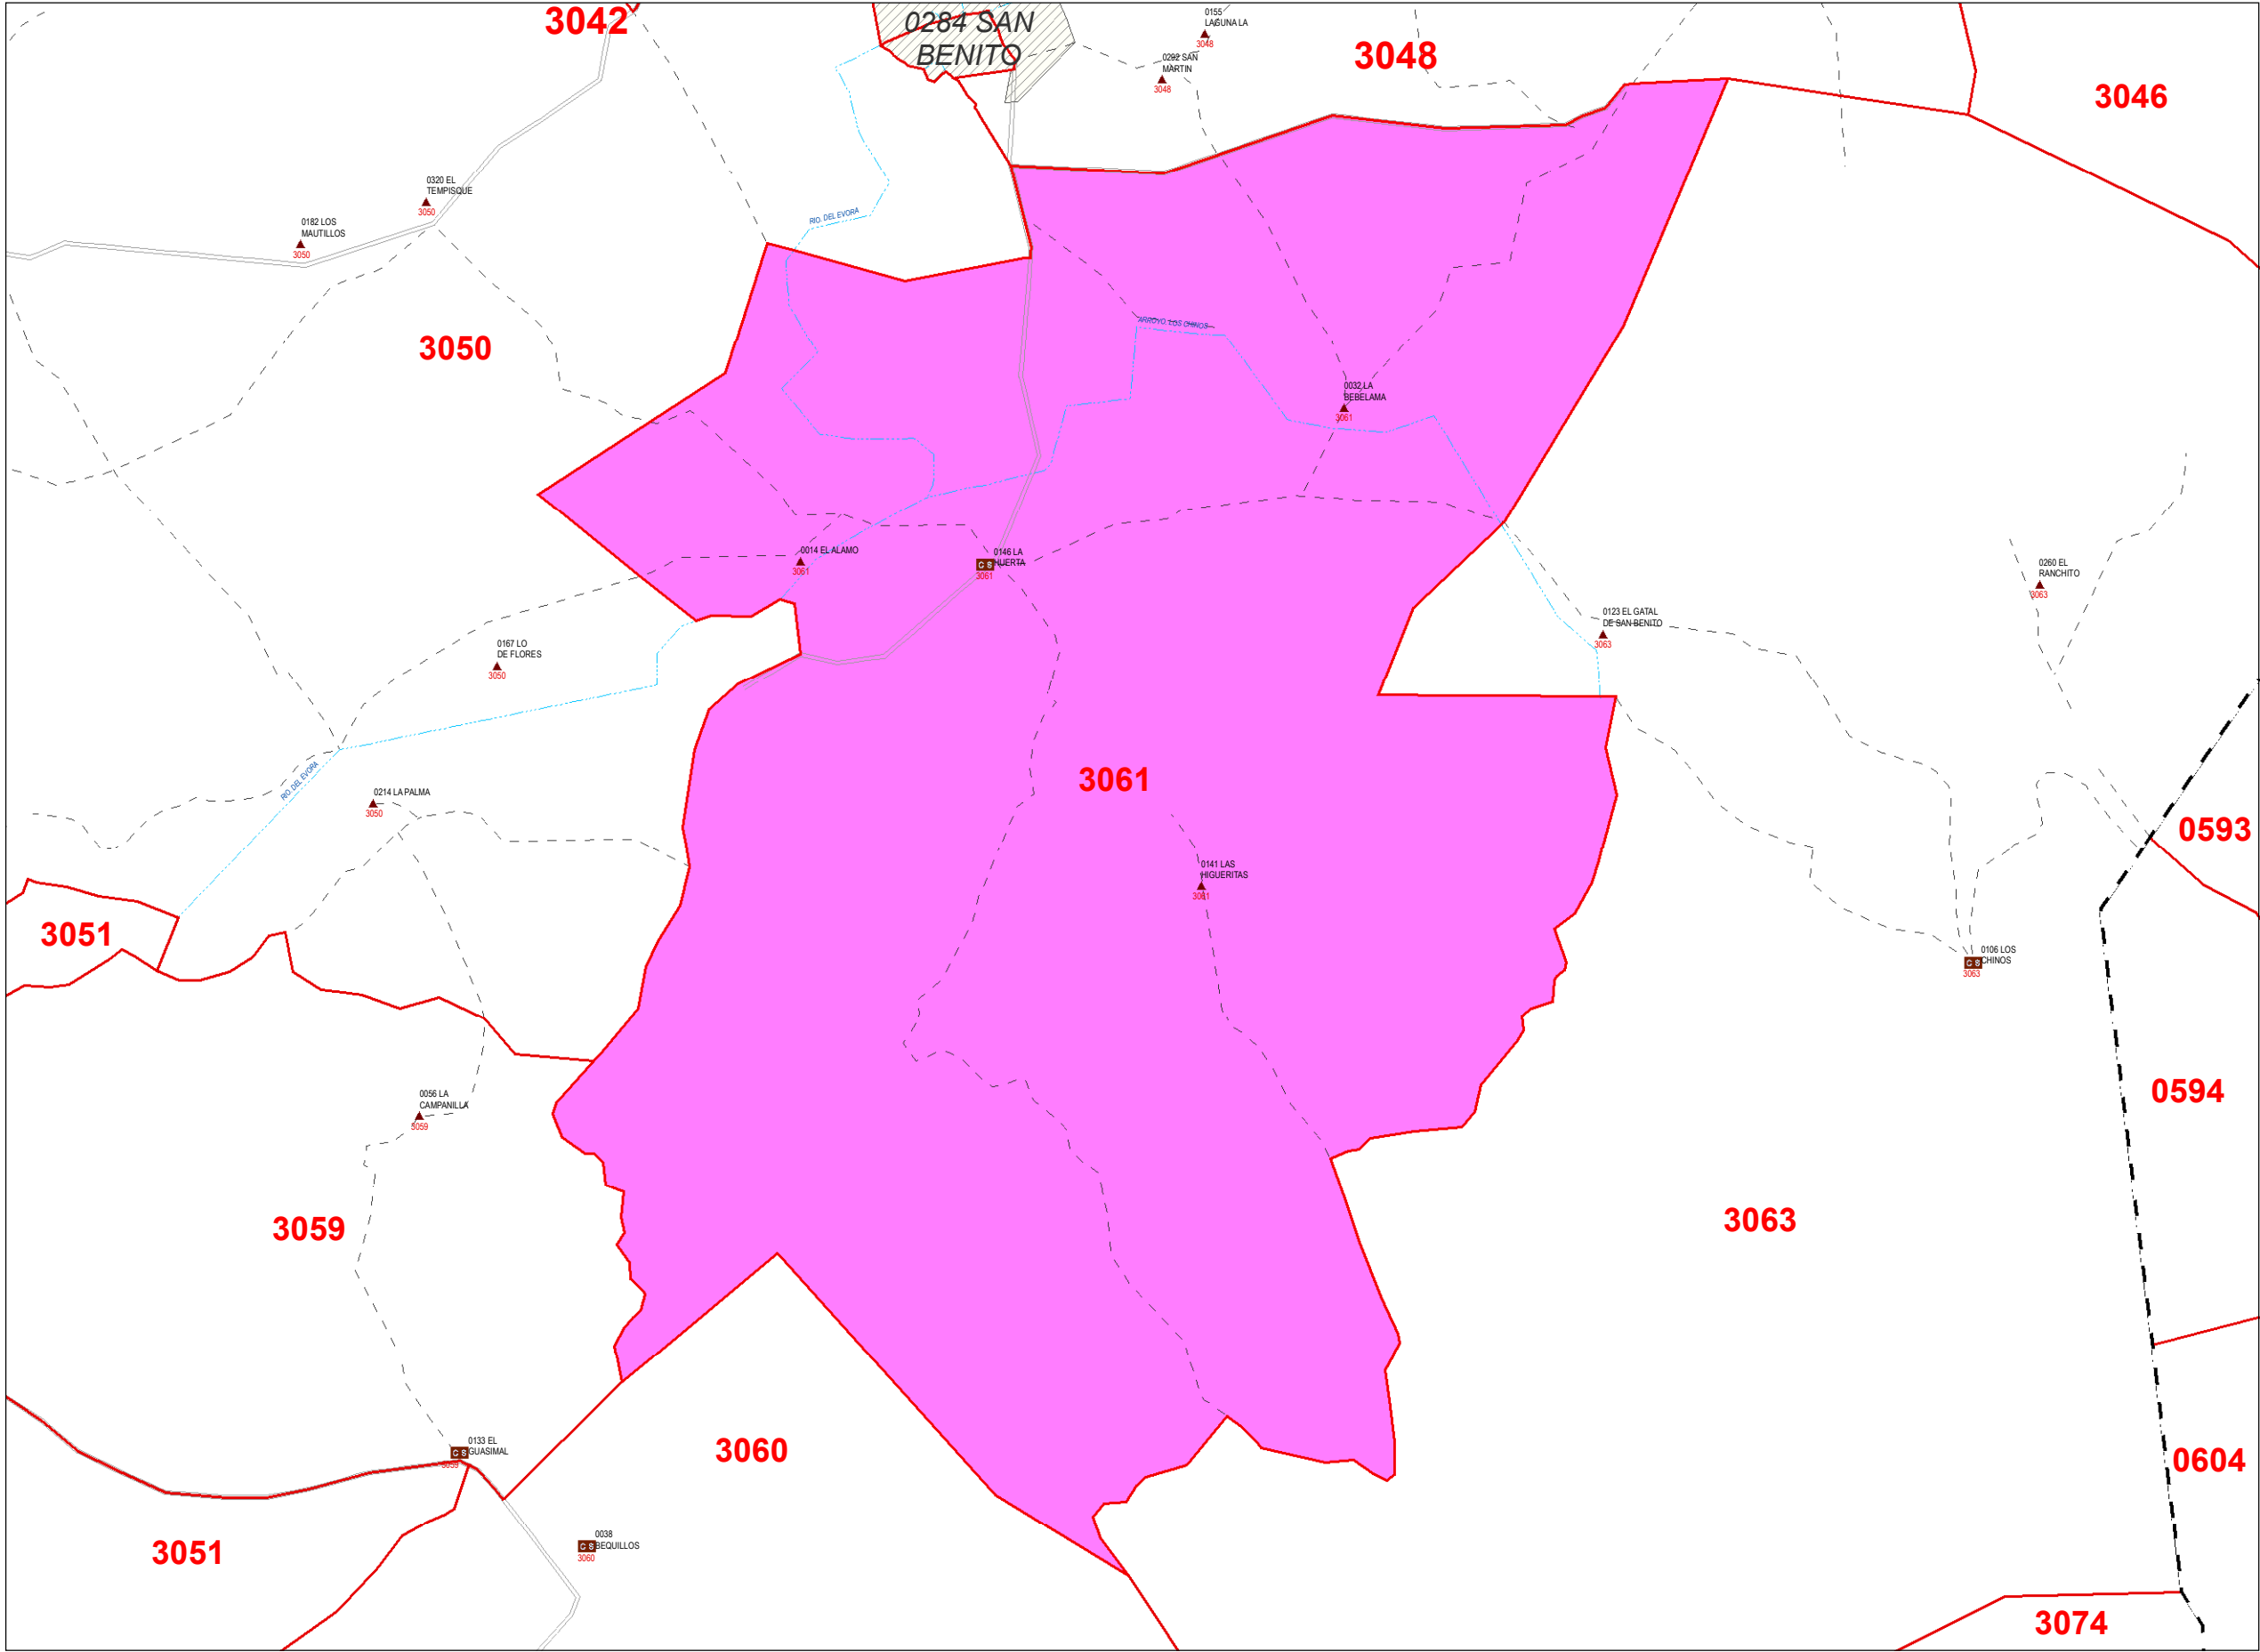 3042
0284 SAN
BENITO
0155
LAGUNA LA
3048
0292 SAN
MARTIN
3048
3048
3046
0320 EL
TEMPISQUE
3050
0182 LOS
MAUTILLOS
3050
RIO. DEL EVORA
3050
ARROYO. LOS CHINOS
0032 LA
BEBELAMA
3061
0014 EL ALAMO
3061
0146 LA
HUERTA
C S
3061
0260 EL
RANCHITO
3063
0123 EL GATAL
DE SAN BENITO
3063
0167 LO
DE FLORES
3050
RIO. DEL EVORA
0214 LA PALMA
3050
3061
0593
0141 LAS
HIGUERITAS
3061
3051
0106 LOS
CHINOS
C S
3063
0594
0056 LA
CAMPANILLA
3059
3059
3063
0133 EL
GUASIMAL
C S
3059
3060
0604
0038
BEQUILLOS
C S
3060
3051
3074